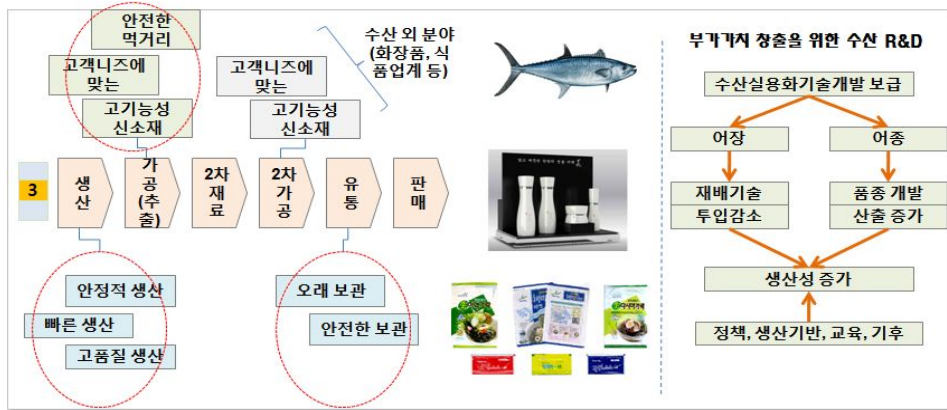 안전한
먹거리
고객니즈에
맞는
고기능성
신소재
고객니즈에
맞는
고기능성
신소재
수산 외 분야
(화장품, 식
품업계 등)
3
생산
가공(추출)
2차재료
2차가공
유통
판매
안정적 생산
빠른 생산
고품질 생산
오래 보관
안전한 보관
부가가치 창출을 위한 수산 R&D
수산실용화기술개발 보급
어장
어종
재배기술
투입감소
품종 개발
산출 증가
생산성 증가
정책, 생산기반, 교육, 기후